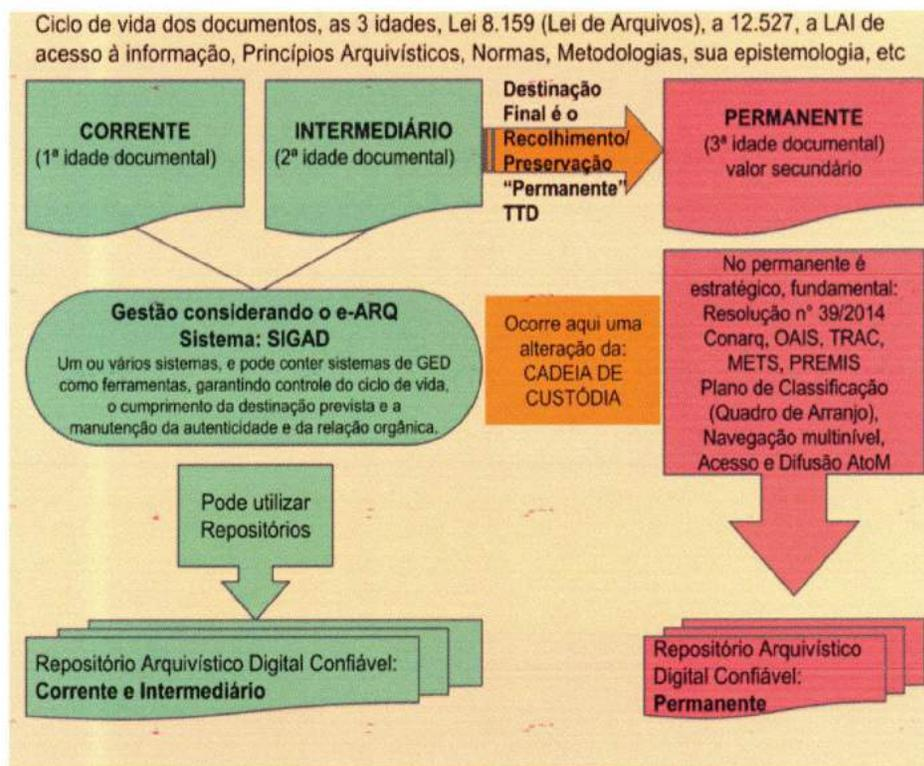 Ciclo de vida dos documentos, as 3 idades, Lei 8.159 (Lei de Arquivos), a 12.527, a LAI de
acesso à informação, Princípios Arquivísticos, Normas, Metodologias, sua epistemologia, etc
CORRENTE
(1ª idade documental)
INTERMEDIÁRIO
(2ª idade documental)
Destinação
Final é o
Recolhimento/
Preservação
"Permanente"
TTD
PERMANENTE
(3ª idade documental)
valor secundário
Gestão considerando o e-ARQ
Sistema: SIGAD
Um ou vários sistemas, e pode conter sistemas de GED
como ferramentas, garantindo controle do ciclo de vida,
o cumprimento da destinação prevista e a
manutenção da autenticidade e da relação orgânica.
Ocorre aqui uma
alteração da:
CADEIA DE
CUSTÓDIA
No permanente é
estratégico, fundamental:
Resolução n° 39/2014
Conarq, OAIS, TRAC,
METS, PREMIS
Plano de Classificação
(Quadro de Arranjo),
Navegação multinível,
Acesso e Difusão AtoM
Pode utilizar
Repositórios
Repositório Arquivístico Digital Confiável:
Corrente e Intermediário
Repositório Arquivístico
Digital Confiável:
Permanente